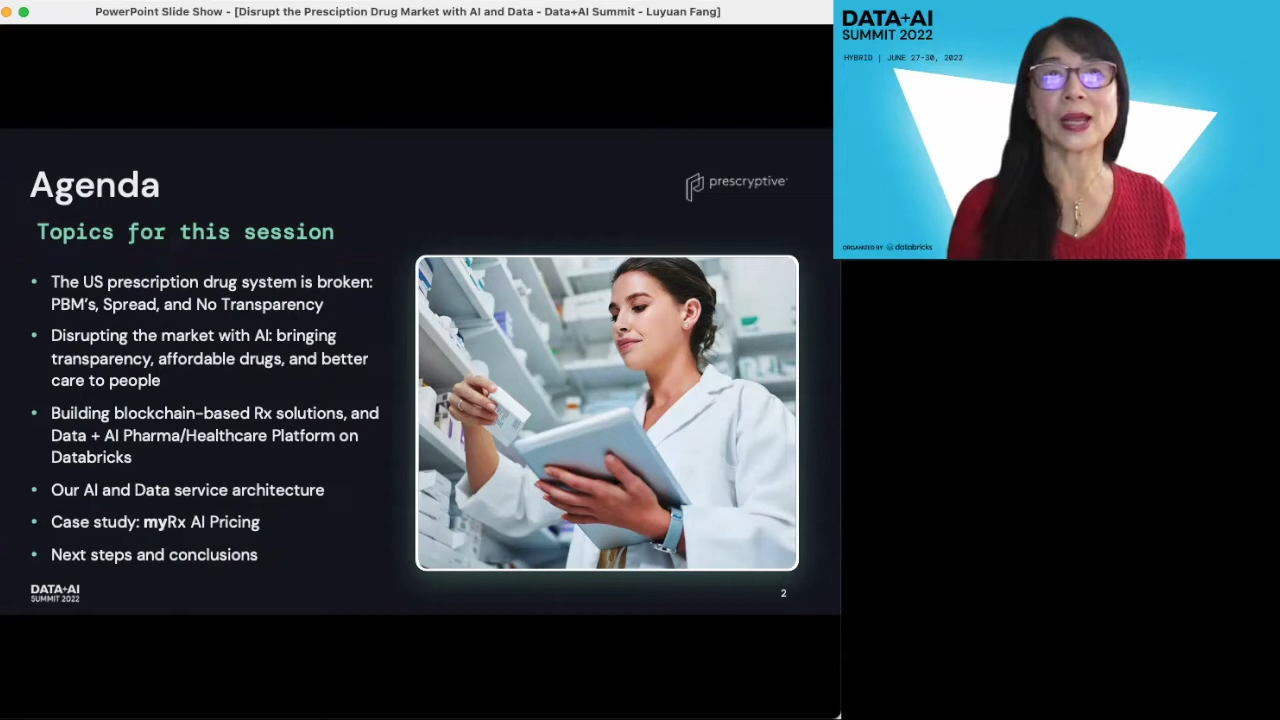 PowerPoint Slide Show - [Disrupt the Presciption Drug Market with AI and Data - Data+AI Summit - Luyuan Fang]
DATA+AI
SUMMIT 2022
HYBRID | JUNE 27-30, 2022
ORGANIZED BY databricks
Agenda
prescryptive
Topics for this session
• The US prescription drug system is broken:
PBM's, Spread, and No Transparency
• Disrupting the market with AI: bringing
transparency, affordable drugs, and better
care to people
• Building blockchain-based Rx solutions, and
Data + AI Pharma/Healthcare Platform on
Databricks
• Our AI and Data service architecture
• Case study: myRx AI Pricing
• Next steps and conclusions
DATA+AI
SUMMIT 2022
2